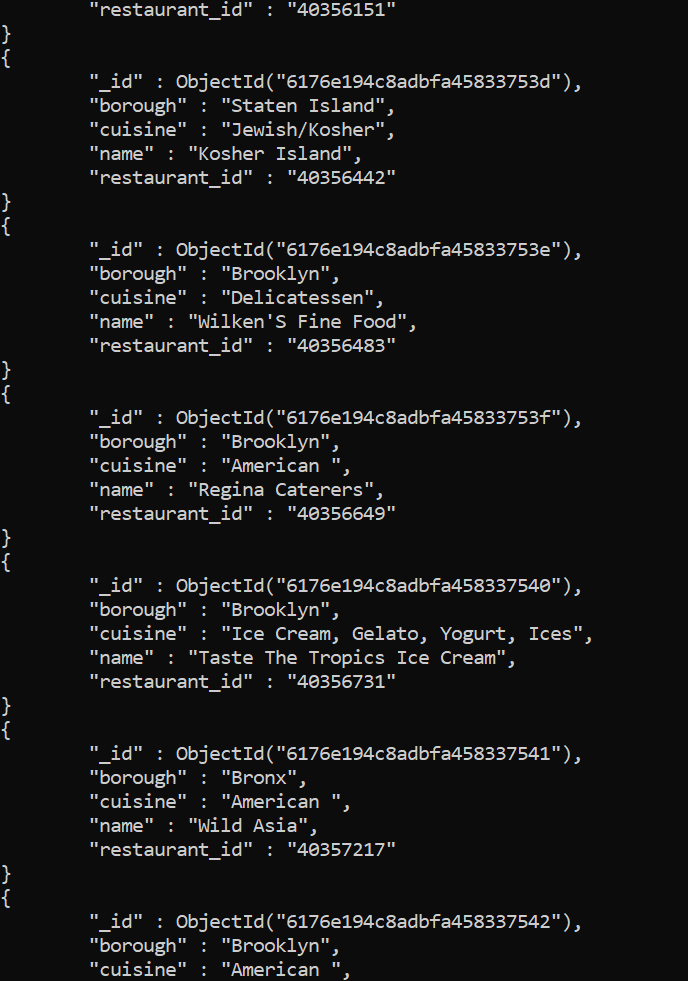 "restaurant_id" : "40356151"
}
{
"_id" : ObjectId("6176e194c8adbfa45833753d"),
"borough" : "Staten Island",
"cuisine" : "Jewish/Kosher",
"name" : "Kosher Island",
"restaurant_id" : "40356442"
}
{
"_id" : ObjectId("6176e194c8adbfa45833753e"),
"borough" : "Brooklyn",
"cuisine" : "Delicatessen",
"name" : "Wilken'S Fine Food",
"restaurant_id" : "40356483"
}
{
"_id" : ObjectId("6176e194c8adbfa45833753f"),
"borough" : "Brooklyn",
"cuisine" : "American ",
"name" : "Regina Caterers",
"restaurant_id" : "40356649"
}
{
"_id" : ObjectId("6176e194c8adbfa458337540"),
"borough" : "Brooklyn",
"cuisine" : "Ice Cream, Gelato, Yogurt, Ices",
"name" : "Taste The Tropics Ice Cream",
"restaurant_id" : "40356731"
}
{
"_id" : ObjectId("6176e194c8adbfa458337541"),
"borough" : "Bronx",
"cuisine" : "American ",
"name" : "Wild Asia",
"restaurant_id" : "40357217"
}
{
"_id" : ObjectId("6176e194c8adbfa458337542"),
"borough" : "Brooklyn",
"cuisine" : "American ",